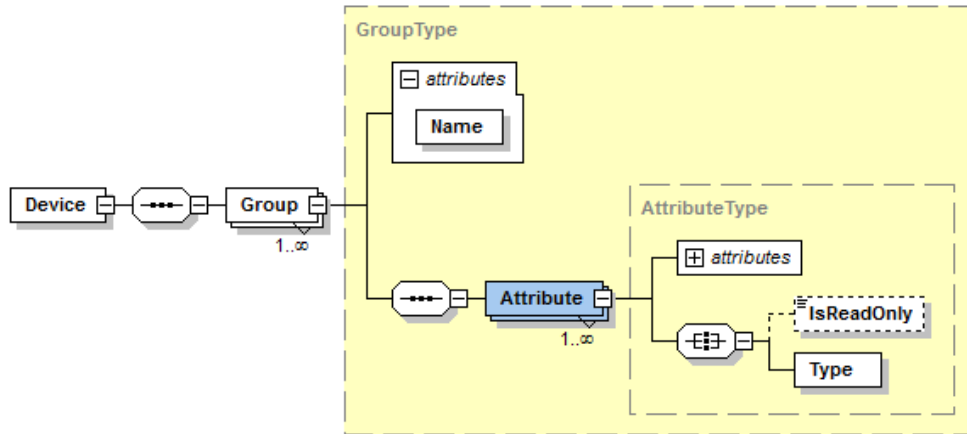 GroupType
attributes
Name
Device
Group
1..∞
AttributeType
attributes
Attribute
1..∞
IsReadOnly
Type